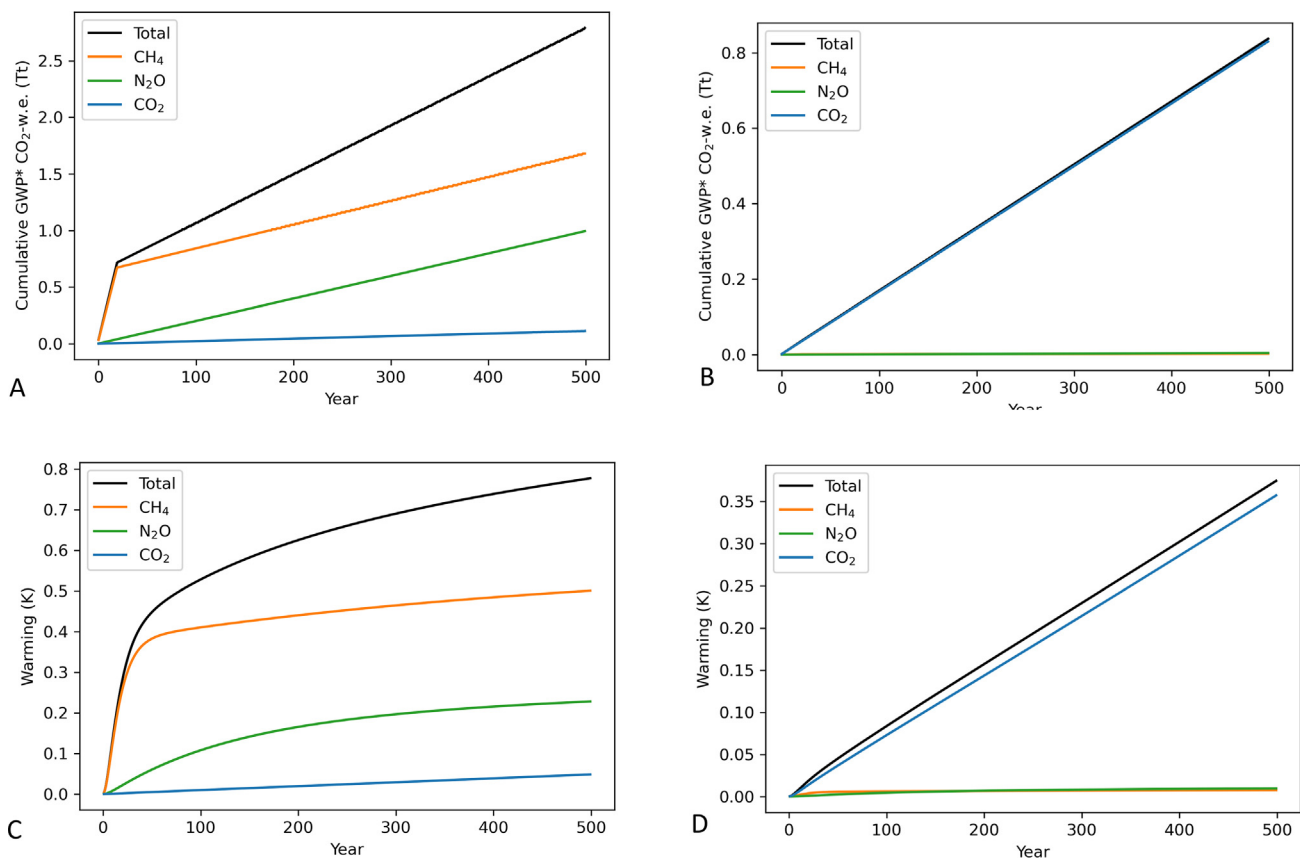 Cumulative GWP* CO₂-w.e. (Tt)
Total
CH₄
N₂O
CO₂
2.5
2.0
1.5
1.0
0.5
0.0
0 100 200 300 400 500
Year
A
Cumulative GWP* CO₂-w.e. (Tt)
Total
CH₄
N₂O
CO₂
0.8
0.6
0.4
0.2
0.0
0 100 200 300 400 500
Year
B
Warming (K)
Total
CH₄
N₂O
CO₂
0.8
0.7
0.6
0.5
0.4
0.3
0.2
0.1
0.0
0 100 200 300 400 500
Year
C
Warming (K)
Total
CH₄
N₂O
CO₂
0.35
0.30
0.25
0.20
0.15
0.10
0.05
0.00
0 100 200 300 400 500
Year
D